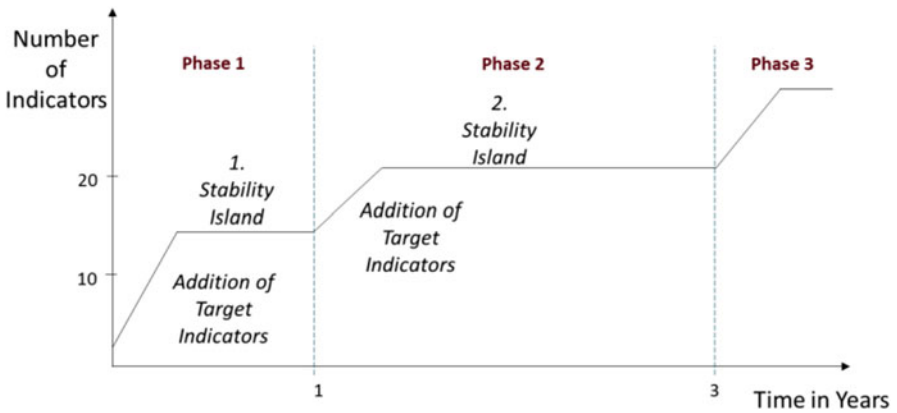 Number
of
Indicators
Phase 1
Phase 2
Phase 3
2.
Stability
Island
1.
Stability
Island
20
Addition of
Target
Indicators
10
Addition of
Target
Indicators
1
3
Time in Years